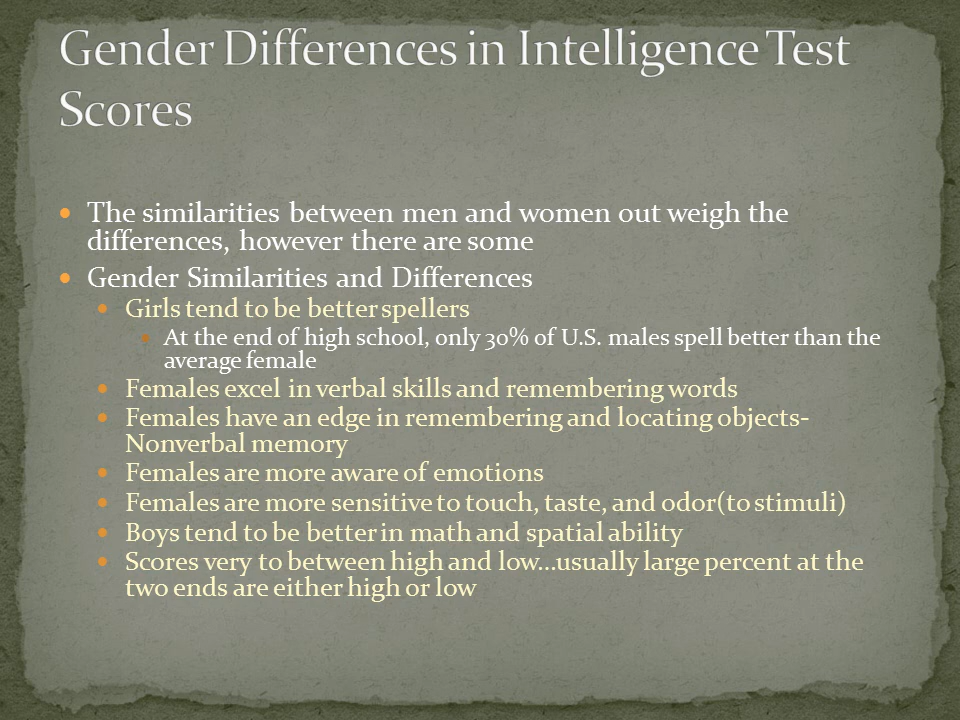 Gender Differences in Intelligence Test
Scores
The similarities between men and women out weigh the
differences, however there are some
Gender Similarities and Differences
Girls tend to be better spellers
At the end of high school, only 30% of U.S. males spell better than the
average female
Females excel in verbal skills and remembering words
Females have an edge in remembering and locating objects-
Nonverbal memory
Females are more aware of emotions
Females are more sensitive to touch, taste, and odor(to stimuli)
Boys tend to be better in math and spatial ability
Scores very to between high and low...usually large percent at the
two ends are either high or low